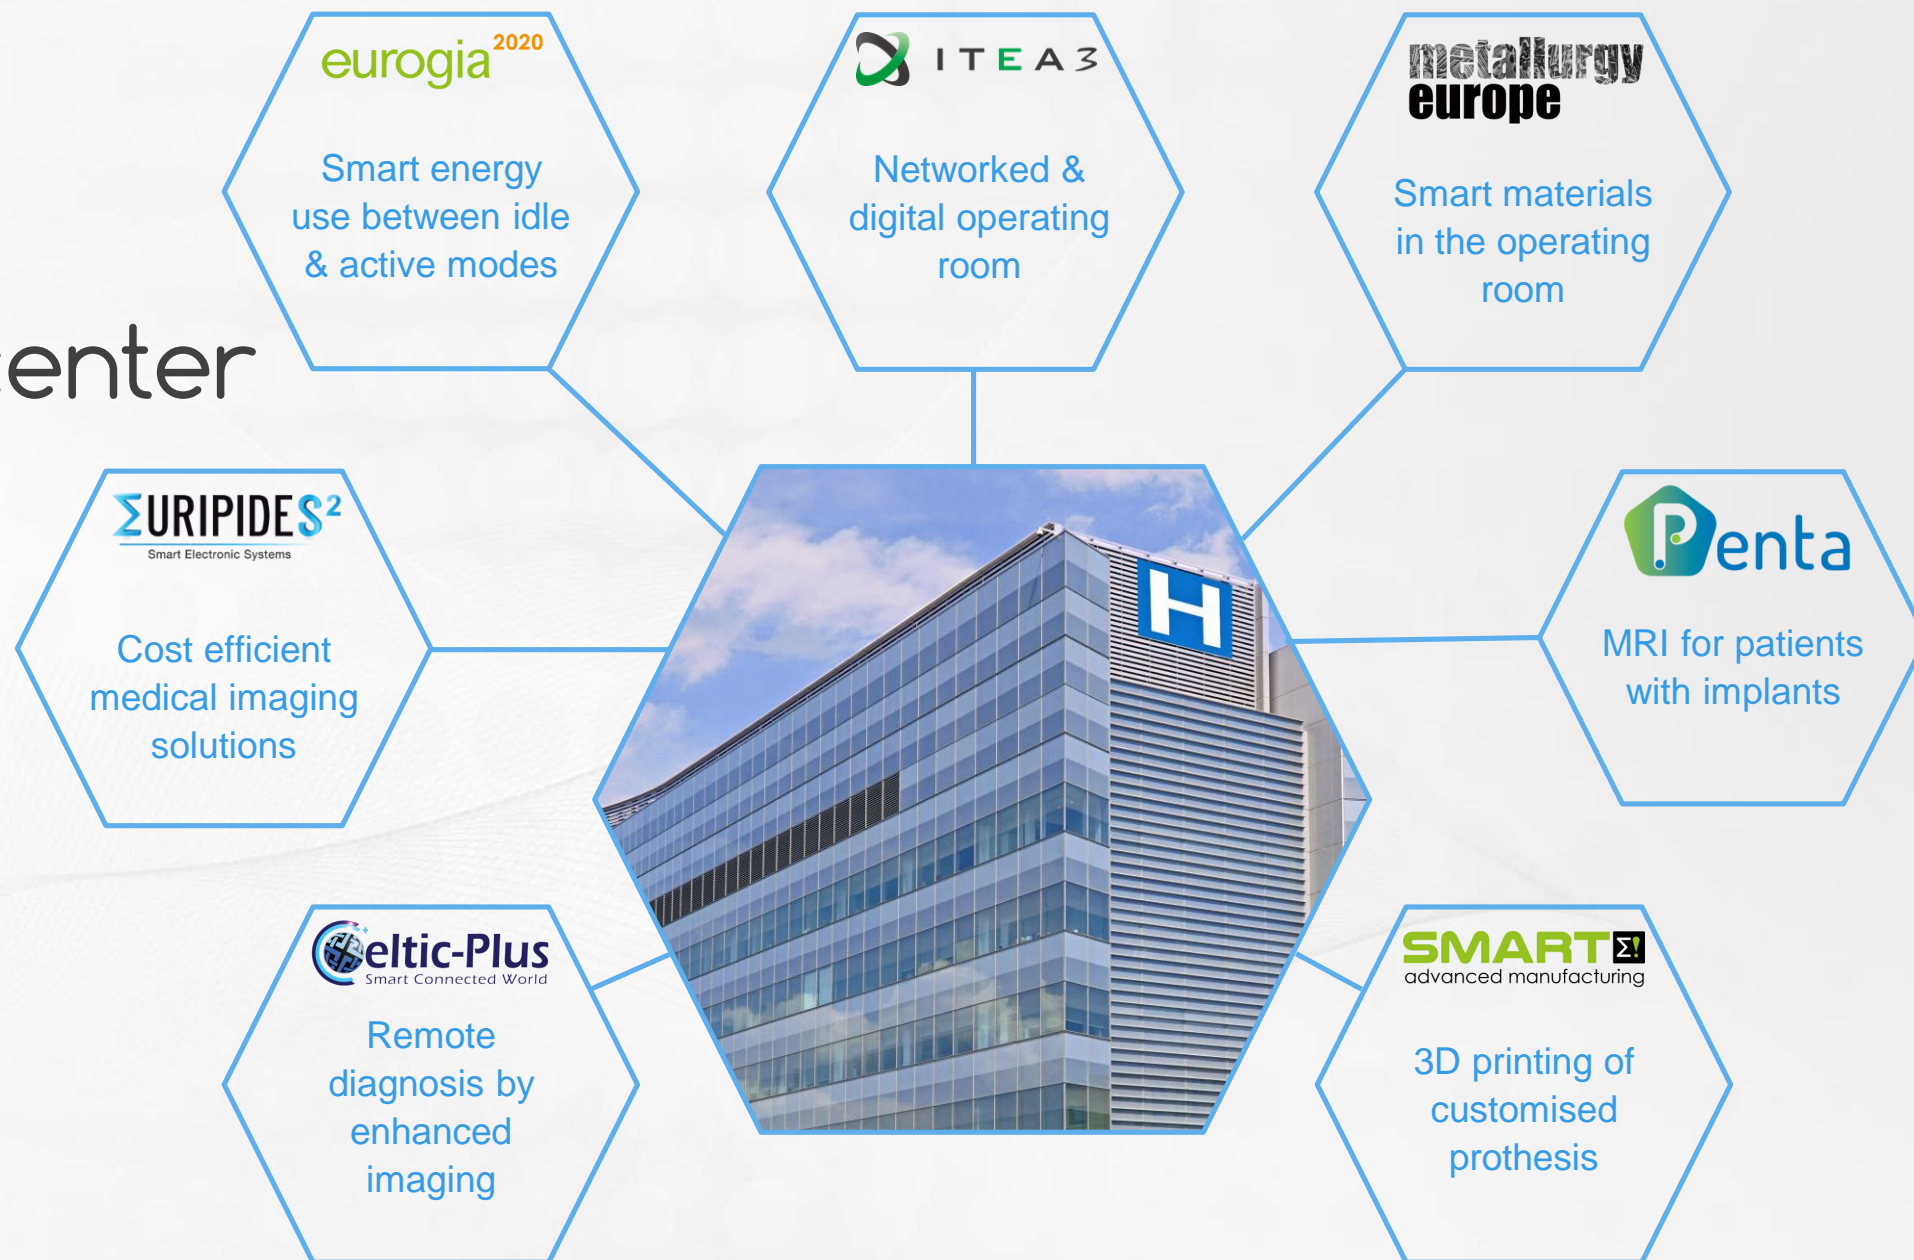 eurogia2020
Smart energy
use between idle
& active modes
ITEA3
Networked &
digital operating
room
metallurgy
europe
Smart materials
in the operating
room
enter
ΣURIPIDES²
Smart Electronic Systems
Cost efficient
medical imaging
solutions
H
Penta
MRI for patients
with implants
Celtic-Plus
Smart Connected World
Remote
diagnosis by
enhanced
imaging
SMART Σ!
advanced manufacturing
3D printing of
customised
prothesis